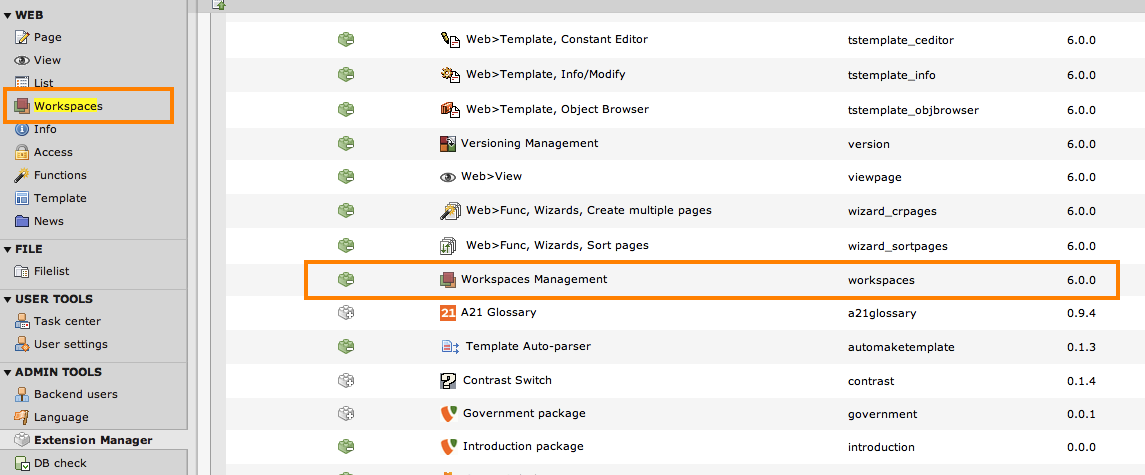 WEB
Page
View
List
Workspaces
Info
Access
Functions
Template
News
FILE
Filelist
USER TOOLS
Task center
User settings
ADMIN TOOLS
Backend users
Language
Extension Manager
DB check
Web>Template, Constant Editor tstemplate_ceditor 6.0.0
Web>Template, Info/Modify tstemplate_info 6.0.0
Web>Template, Object Browser tstemplate_objbrowser 6.0.0
Versioning Management version 6.0.0
Web>View viewpage 6.0.0
Web>Func, Wizards, Create multiple pages wizard_crpages 6.0.0
Web>Func, Wizards, Sort pages wizard_sortpages 6.0.0
Workspaces Management workspaces 6.0.0
21 A21 Glossary a21glossary 0.9.4
Template Auto-parser automaketemplate 0.1.3
Contrast Switch contrast 0.1.4
Government package government 0.0.1
Introduction package introduction 0.0.0